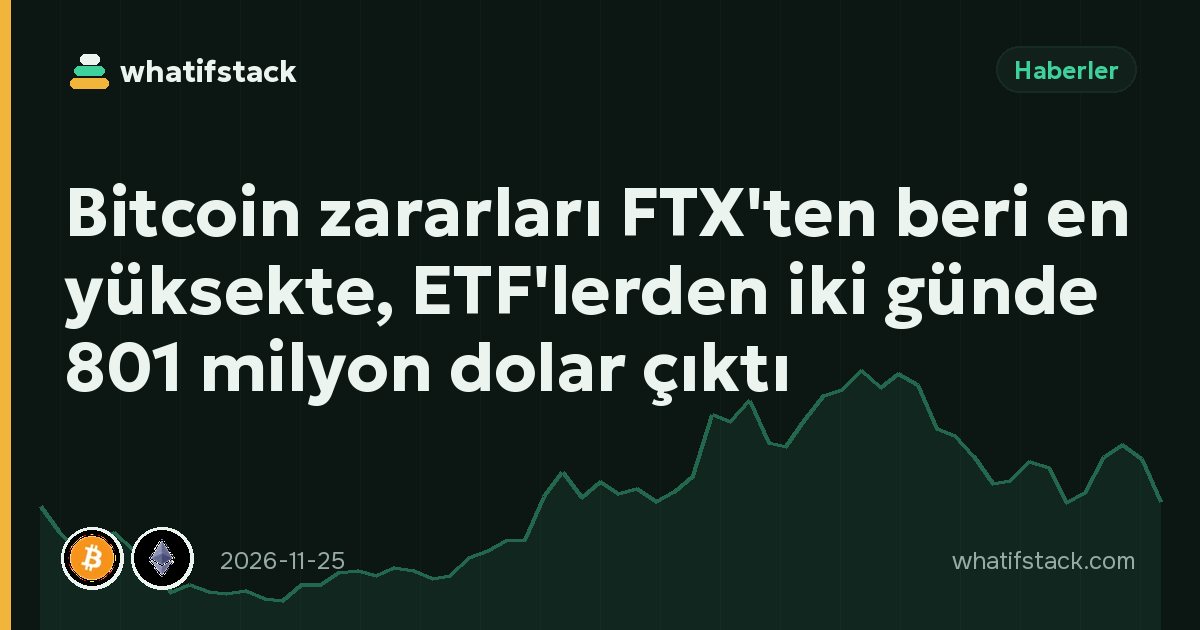 whatifstack
Haberler
Bitcoin zararları FTX'ten beri en
yüksekte, ETF'lerden iki günde
801 milyon dolar çıktı
2026-11-25
whatifstack.com